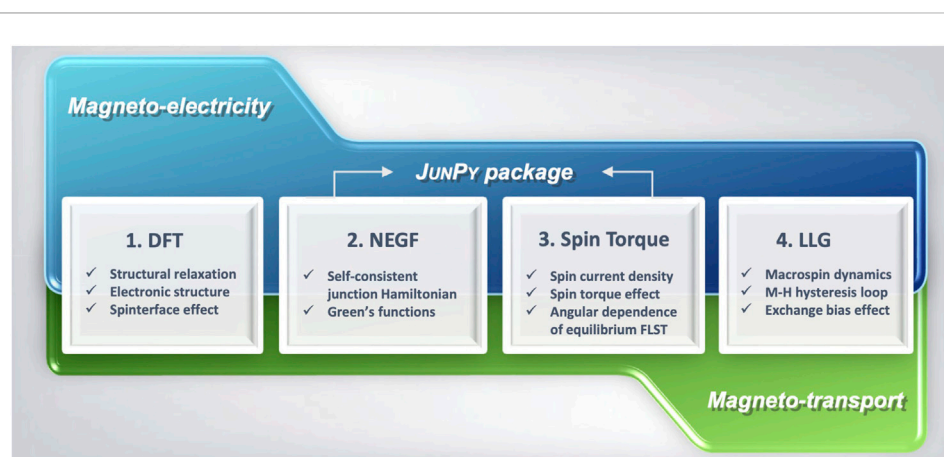 Magneto-electricity
JUNPY package
1. DFT
✓ Structural relaxation
✓ Electronic structure
✓ Spinterface effect
2. NEGF
✓ Self-consistent
junction Hamiltonian
✓ Green's functions
3. Spin Torque
✓ Spin current density
✓ Spin torque effect
✓ Angular dependence
of equilibrium FLST
4. LLG
✓ Macrospin dynamics
✓ M-H hysteresis loop
✓ Exchange bias effect
Magneto-transport